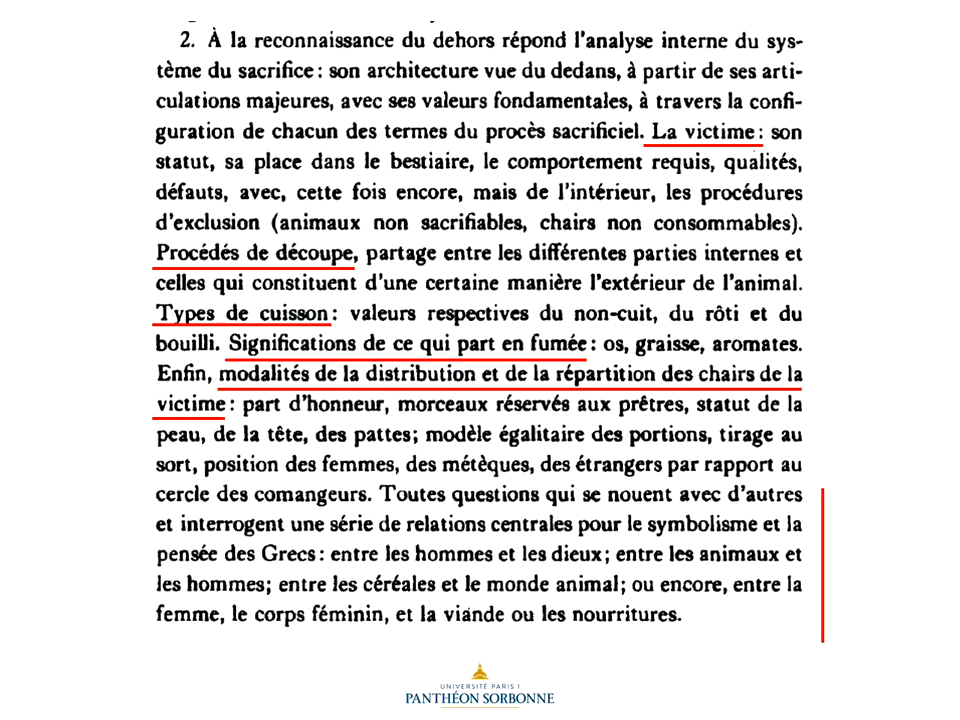 2. À la reconnaissance du dehors répond l'analyse interne du sys-
tème du sacrifice : son architecture vue du dedans, à partir de ses arti-
culations majeures, avec ses valeurs fondamentales, à travers la confi-
guration de chacun des termes du procès sacrificiel. La victime : son
statut, sa place dans le bestiaire, le comportement requis, qualités,
défauts, avec, cette fois encore, mais de l'intérieur, les procédures
d'exclusion (animaux non sacrifiables, chairs non consommables).
Procédés de découpe, partage entre les différentes parties internes et
celles qui constituent d'une certaine manière l'extérieur de l'animal.
Types de cuisson : valeurs respectives du non-cuit, du rôti et du
bouilli. Significations de ce qui part en fumée : os, graisse, aromates.
Enfin, modalités de la distribution et de la répartition des chairs de la
victime : part d'honneur, morceaux réservés aux prêtres, statut de la
peau, de la tête, des pattes; modèle égalitaire des portions, tirage au
sort, position des femmes, des métèques, des étrangers par rapport au
cercle des comangeurs. Toutes questions qui se nouent avec d'autres
et interrogent une série de relations centrales pour le symbolisme et la
pensée des Grecs : entre les hommes et les dieux; entre les animaux et
les hommes; entre les céréales et le monde animal; ou encore, entre la
femme, le corps féminin, et la viande ou les nourritures.
UNIVERSITÉ PARIS 1
PANTHÉON SORBONNE